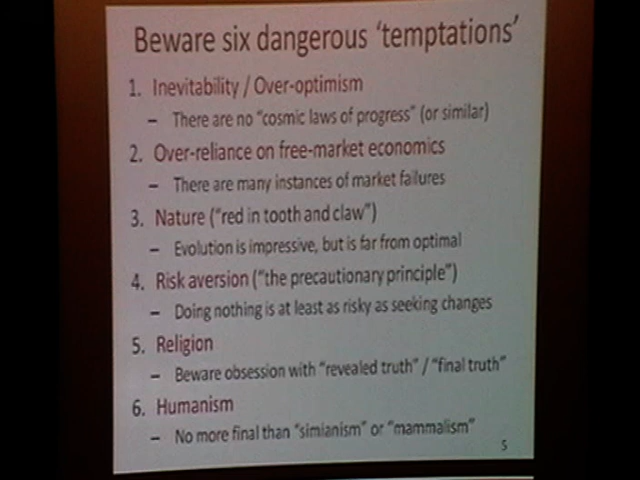 Beware six dangerous 'temptations'
1. Inevitability / Over-optimism
– There are no "cosmic laws of progress" (or similar)
2. Over-reliance on free-market economics
– There are many instances of market failures
3. Nature ("red in tooth and claw")
– Evolution is impressive, but is far from optimal
4. Risk aversion ("the precautionary principle")
– Doing nothing is at least as risky as seeking changes
5. Religion
– Beware obsession with "revealed truth" / "final truth"
6. Humanism
– No more final than "simianism" or "mammalism"
5